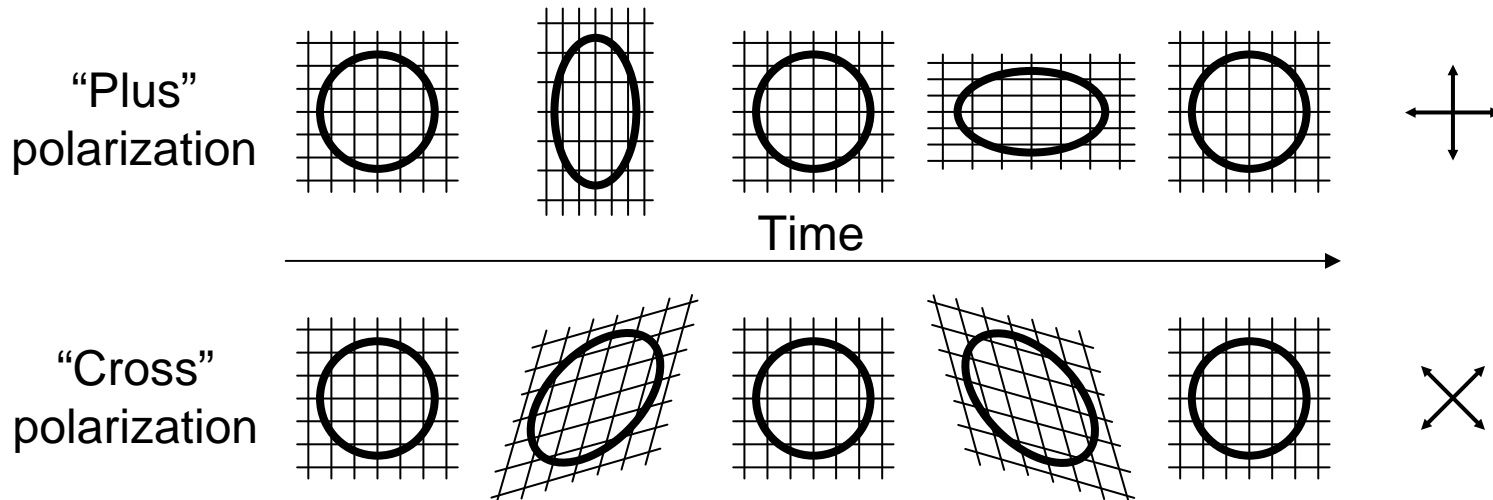 “Plus”
polarization
Time
“Cross”
polarization